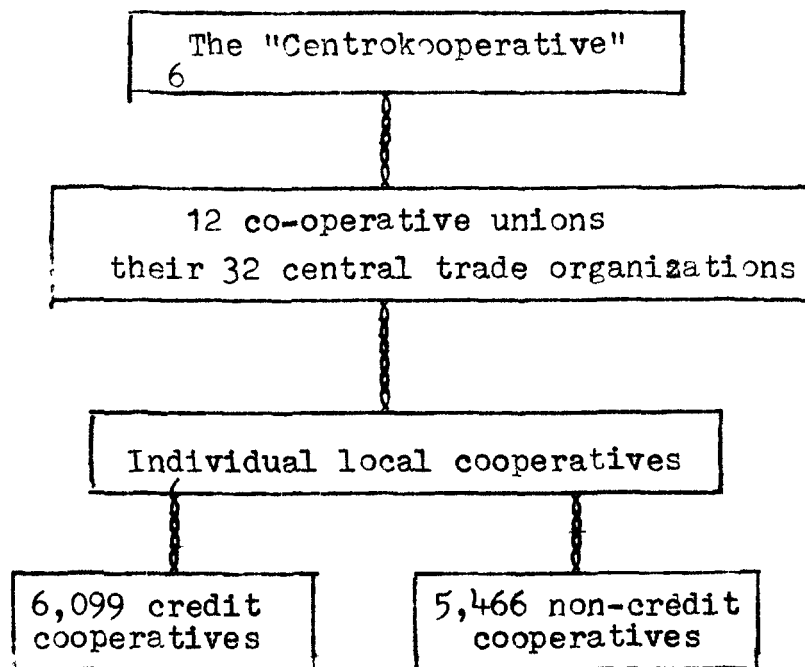 The "Centrokooperative"
6
12 co-operative unions
their 32 central trade organizations
Individual local cooperatives
6,099 credit
cooperatives
5,466 non-credit
cooperatives